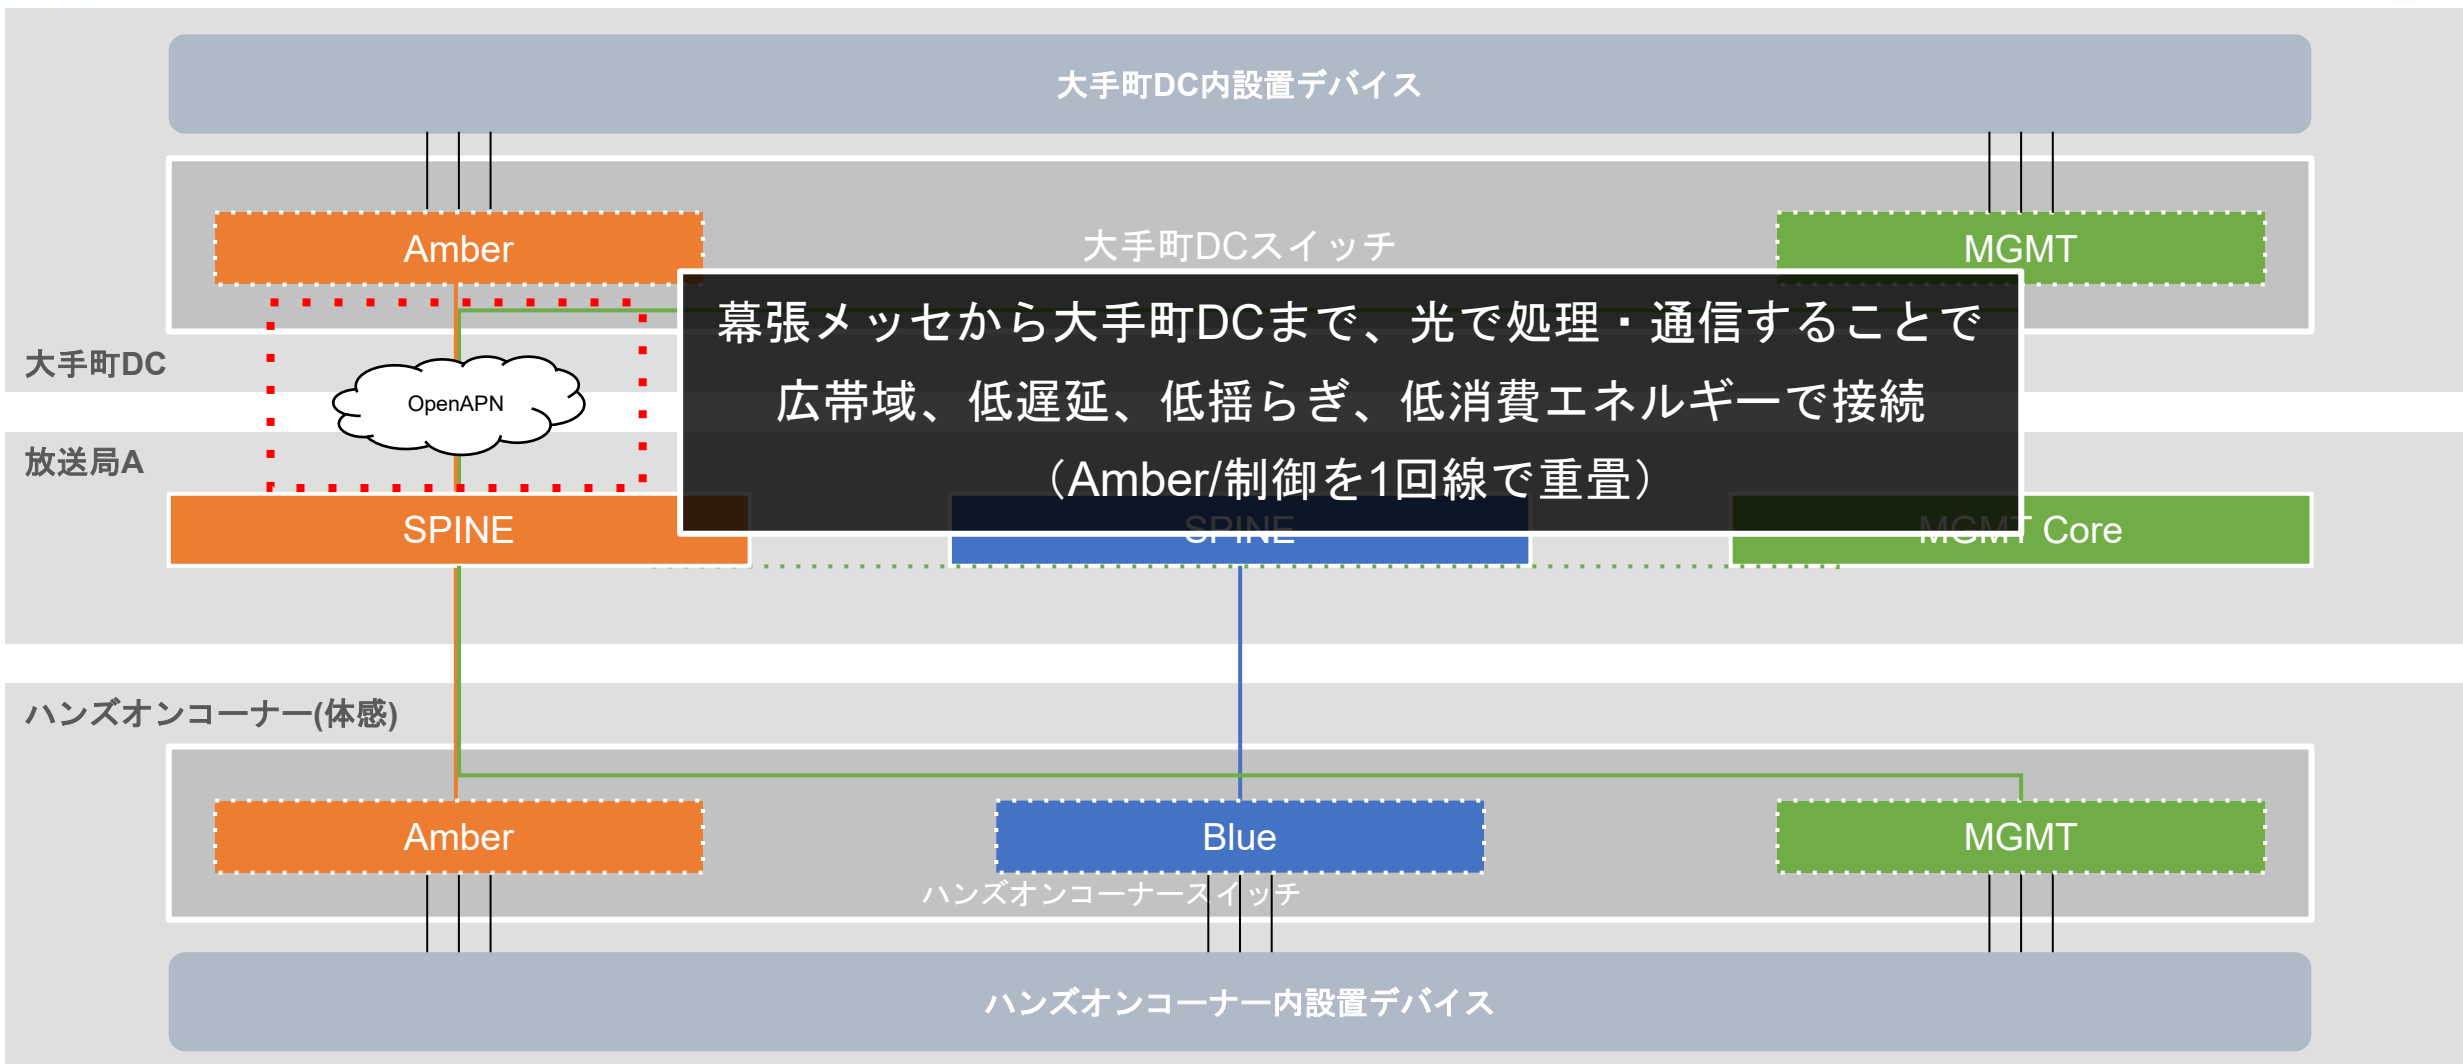 大手町DC内設置デバイス
Amber
大手町DCスイッチ
MGMT
幕張メッセから大手町DCまで、光で処理・通信することで
広帯域、低遅延、低揺らぎ、低消費エネルギーで接続
（Amber/制御を1回線で重畳）
大手町DC
OpenAPN
放送局A
SPINE
SPINE
MGMT Core
ハンズオンコーナー(体感)
Amber
Blue
MGMT
ハンズオンコーナースイッチ
ハンズオンコーナー内設置デバイス